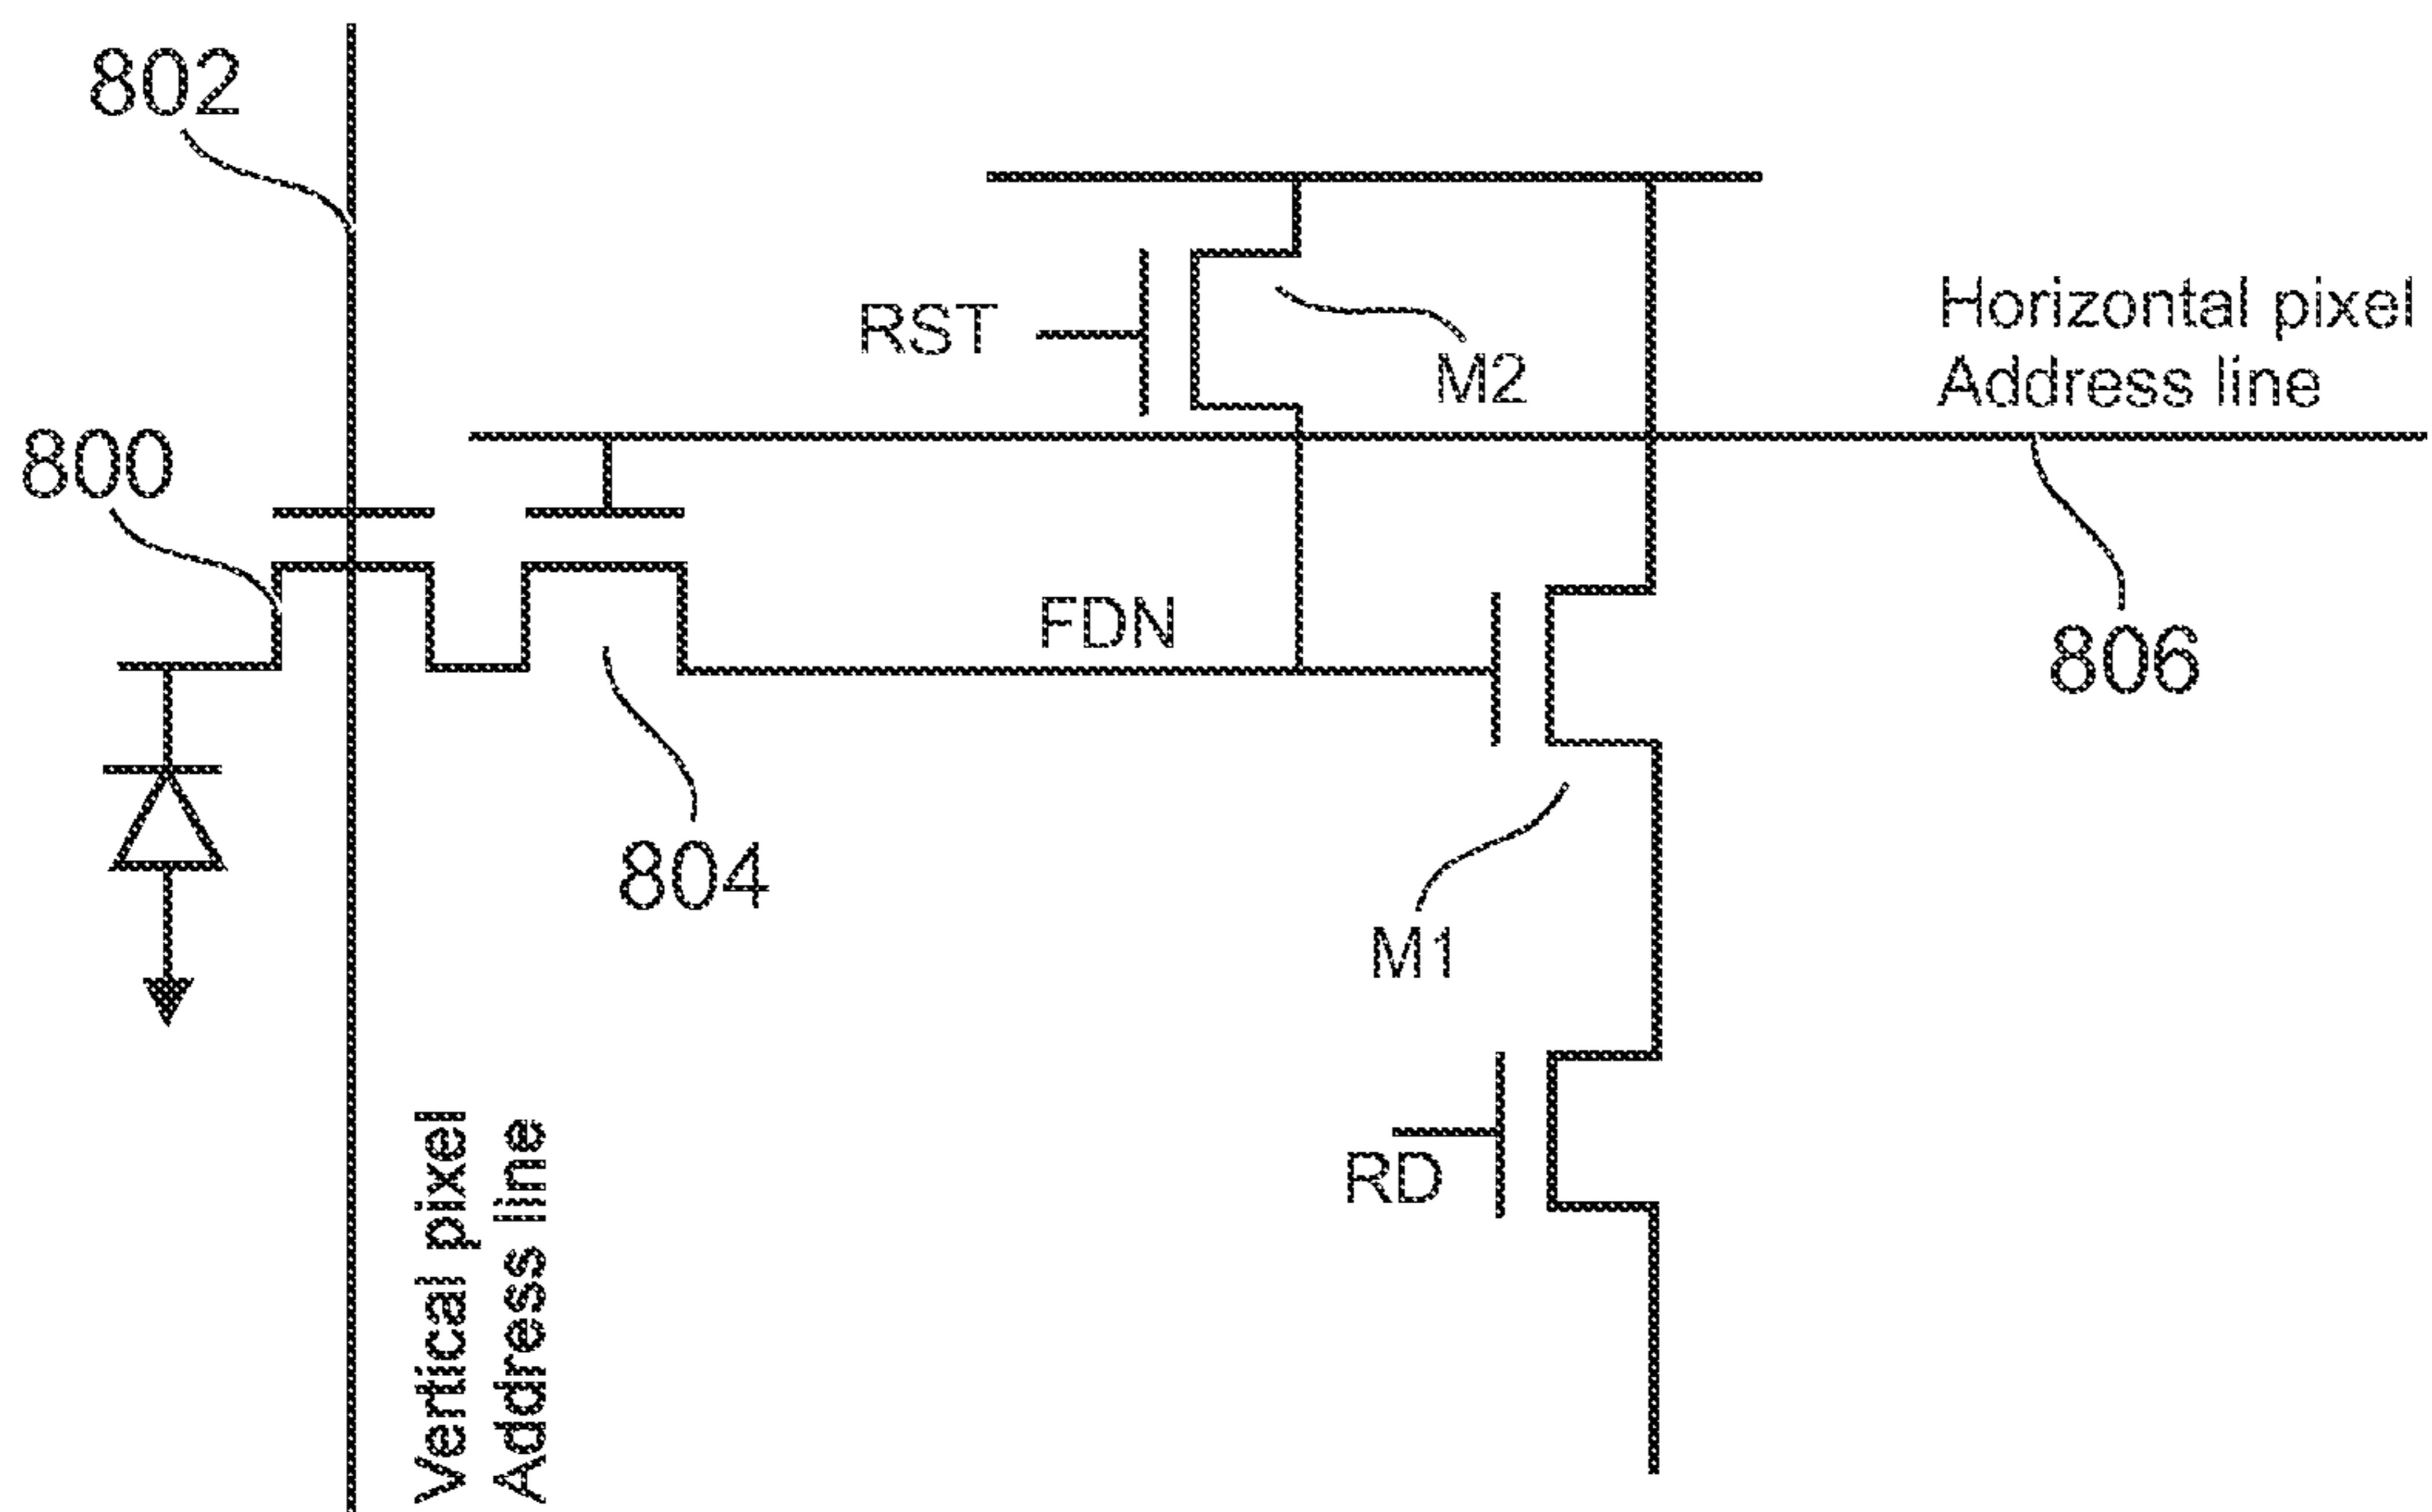 802
RST
M2
Horizontal pixel
Address line
800
FDN
806
804
M1
RD
Vertical pixel
Address line